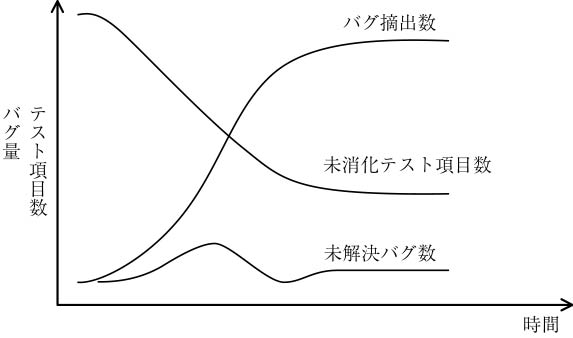 バグ摘出数
テスト項目数
バグ量
未消化テスト項目数
未解決バグ数
時間